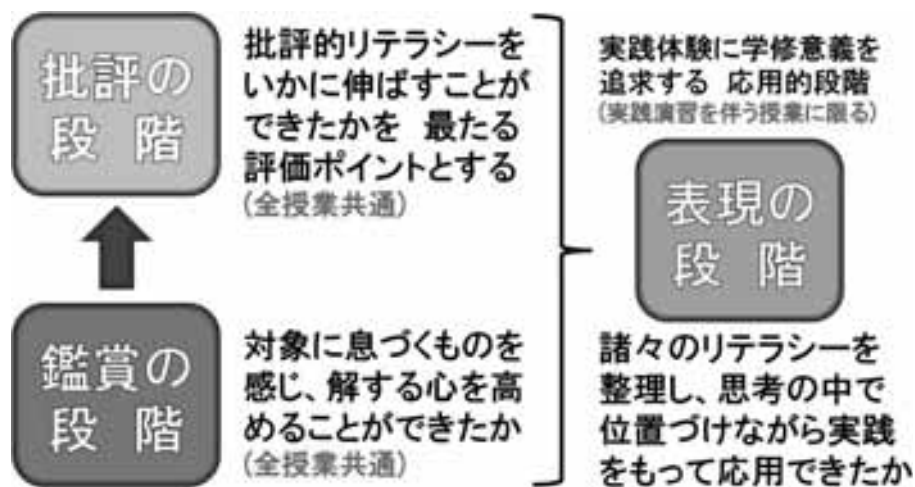 批評の
段 階
批評的リテラシーを
いかに伸ばすことが
できたかを 最たる
評価ポイントとする
(全授業共通)
鑑賞の
段 階
対象に息づくものを
感じ、解する心を高
めることができたか
(全授業共通)
実践体験に学修意義を
追求する 応用的段階
(実践演習を伴う授業に限る)
表現の
段 階
諸々のリテラシーを
整理し、思考の中で
位置づけながら実践
をもって応用できたか